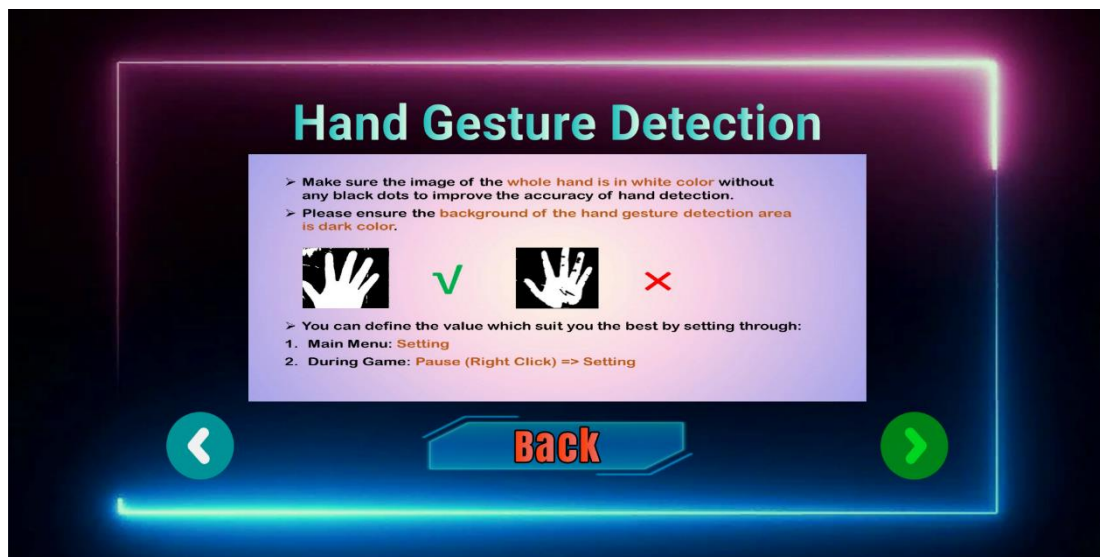 Hand Gesture Detection
➢ Make sure the image of the whole hand is in white color without
any black dots to improve the accuracy of hand detection.
➢ Please ensure the background of the hand gesture detection area
is dark color.
√ ×
➢ You can define the value which suit you the best by setting through:
1. Main Menu: Setting
2. During Game: Pause (Right Click) => Setting
Back